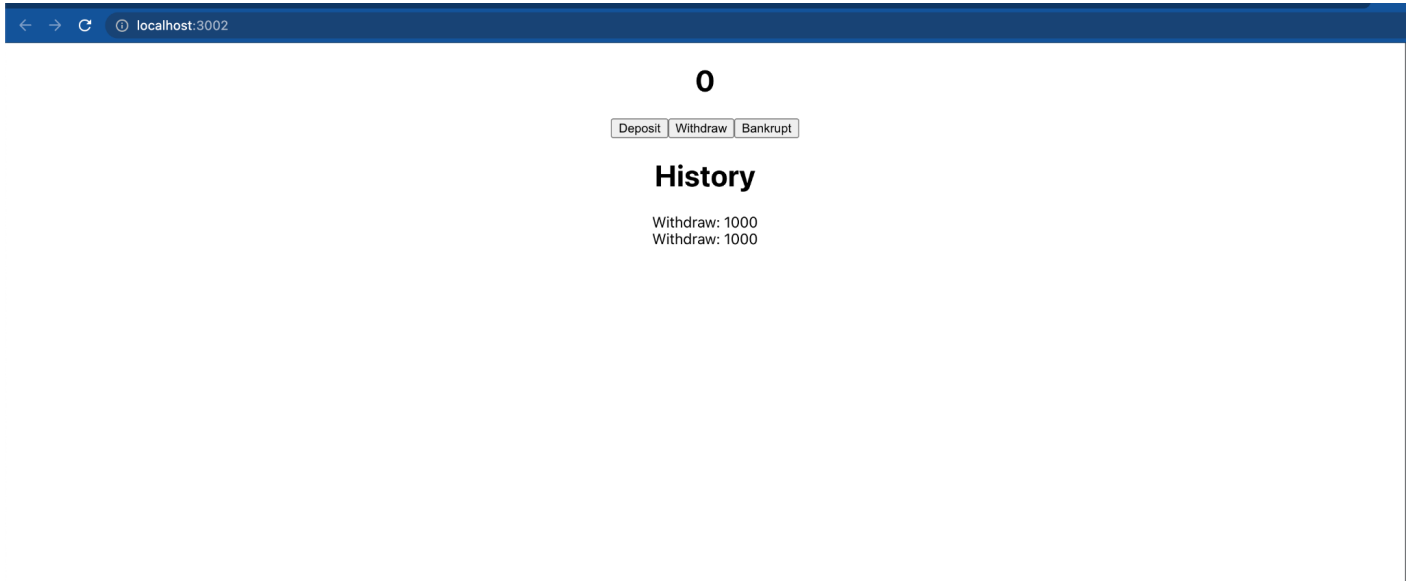 localhost:3002
0
Deposit Withdraw Bankrupt
History
Withdraw: 1000
Withdraw: 1000